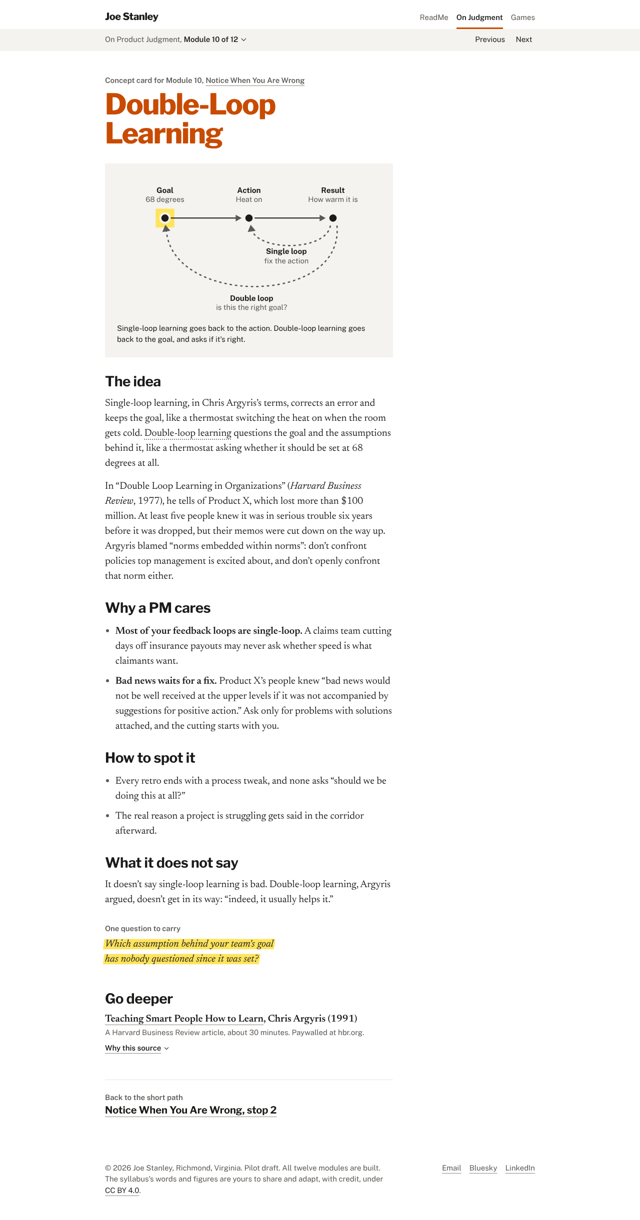 Joe Stanley
ReadMe On Judgment Games
On Product Judgment, Module 10 of 12
Previous Next
Concept card for Module 10, Notice When You Are Wrong
Double-Loop
Learning
Goal
68 degrees
Action
Heat on
Result
How warm it is
Single loop
fix the action
Double loop
is this the right goal?
Single-loop learning goes back to the action. Double-loop learning goes
back to the goal, and asks if it's right.
The idea
Single-loop learning, in Chris Argyris’s terms, corrects an error and
keeps the goal, like a thermostat switching the heat on when the room
gets cold. Double-loop learning questions the goal and the assumptions
behind it, like a thermostat asking whether it should be set at 68
degrees at all.
In “Double Loop Learning in Organizations” (Harvard Business
Review, 1977), he tells of Product X, which lost more than $100
million. At least five people knew it was in serious trouble six years
before it was dropped, but their memos were cut down on the way up.
Argyris blamed “norms embedded within norms”: don’t confront
policies top management is excited about, and don’t openly confront
that norm either.
Why a PM cares
• Most of your feedback loops are single-loop. A claims team cutting
days off insurance payouts may never ask whether speed is what
claimants want.
• Bad news waits for a fix. Product X’s people knew “bad news would
not be well received at the upper levels if it was not accompanied by
suggestions for positive action.” Ask only for problems with solutions
attached, and the cutting starts with you.
How to spot it
• Every retro ends with a process tweak, and none asks “should we be
doing this at all?”
• The real reason a project is struggling gets said in the corridor
afterward.
What it does not say
It doesn’t say single-loop learning is bad. Double-loop learning, Argyris
argued, doesn’t get in its way: “indeed, it usually helps it.”
One question to carry
Which assumption behind your team’s goal
has nobody questioned since it was set?
Go deeper
Teaching Smart People How to Learn, Chris Argyris (1991)
A Harvard Business Review article, about 30 minutes. Paywalled at hbr.org.
Why this source
Back to the short path
Notice When You Are Wrong, stop 2
© 2026 Joe Stanley, Richmond, Virginia. Pilot draft. All twelve modules are built.
The syllabus’s words and figures are yours to share and adapt, with credit, under
CC BY 4.0.
Email Bluesky LinkedIn